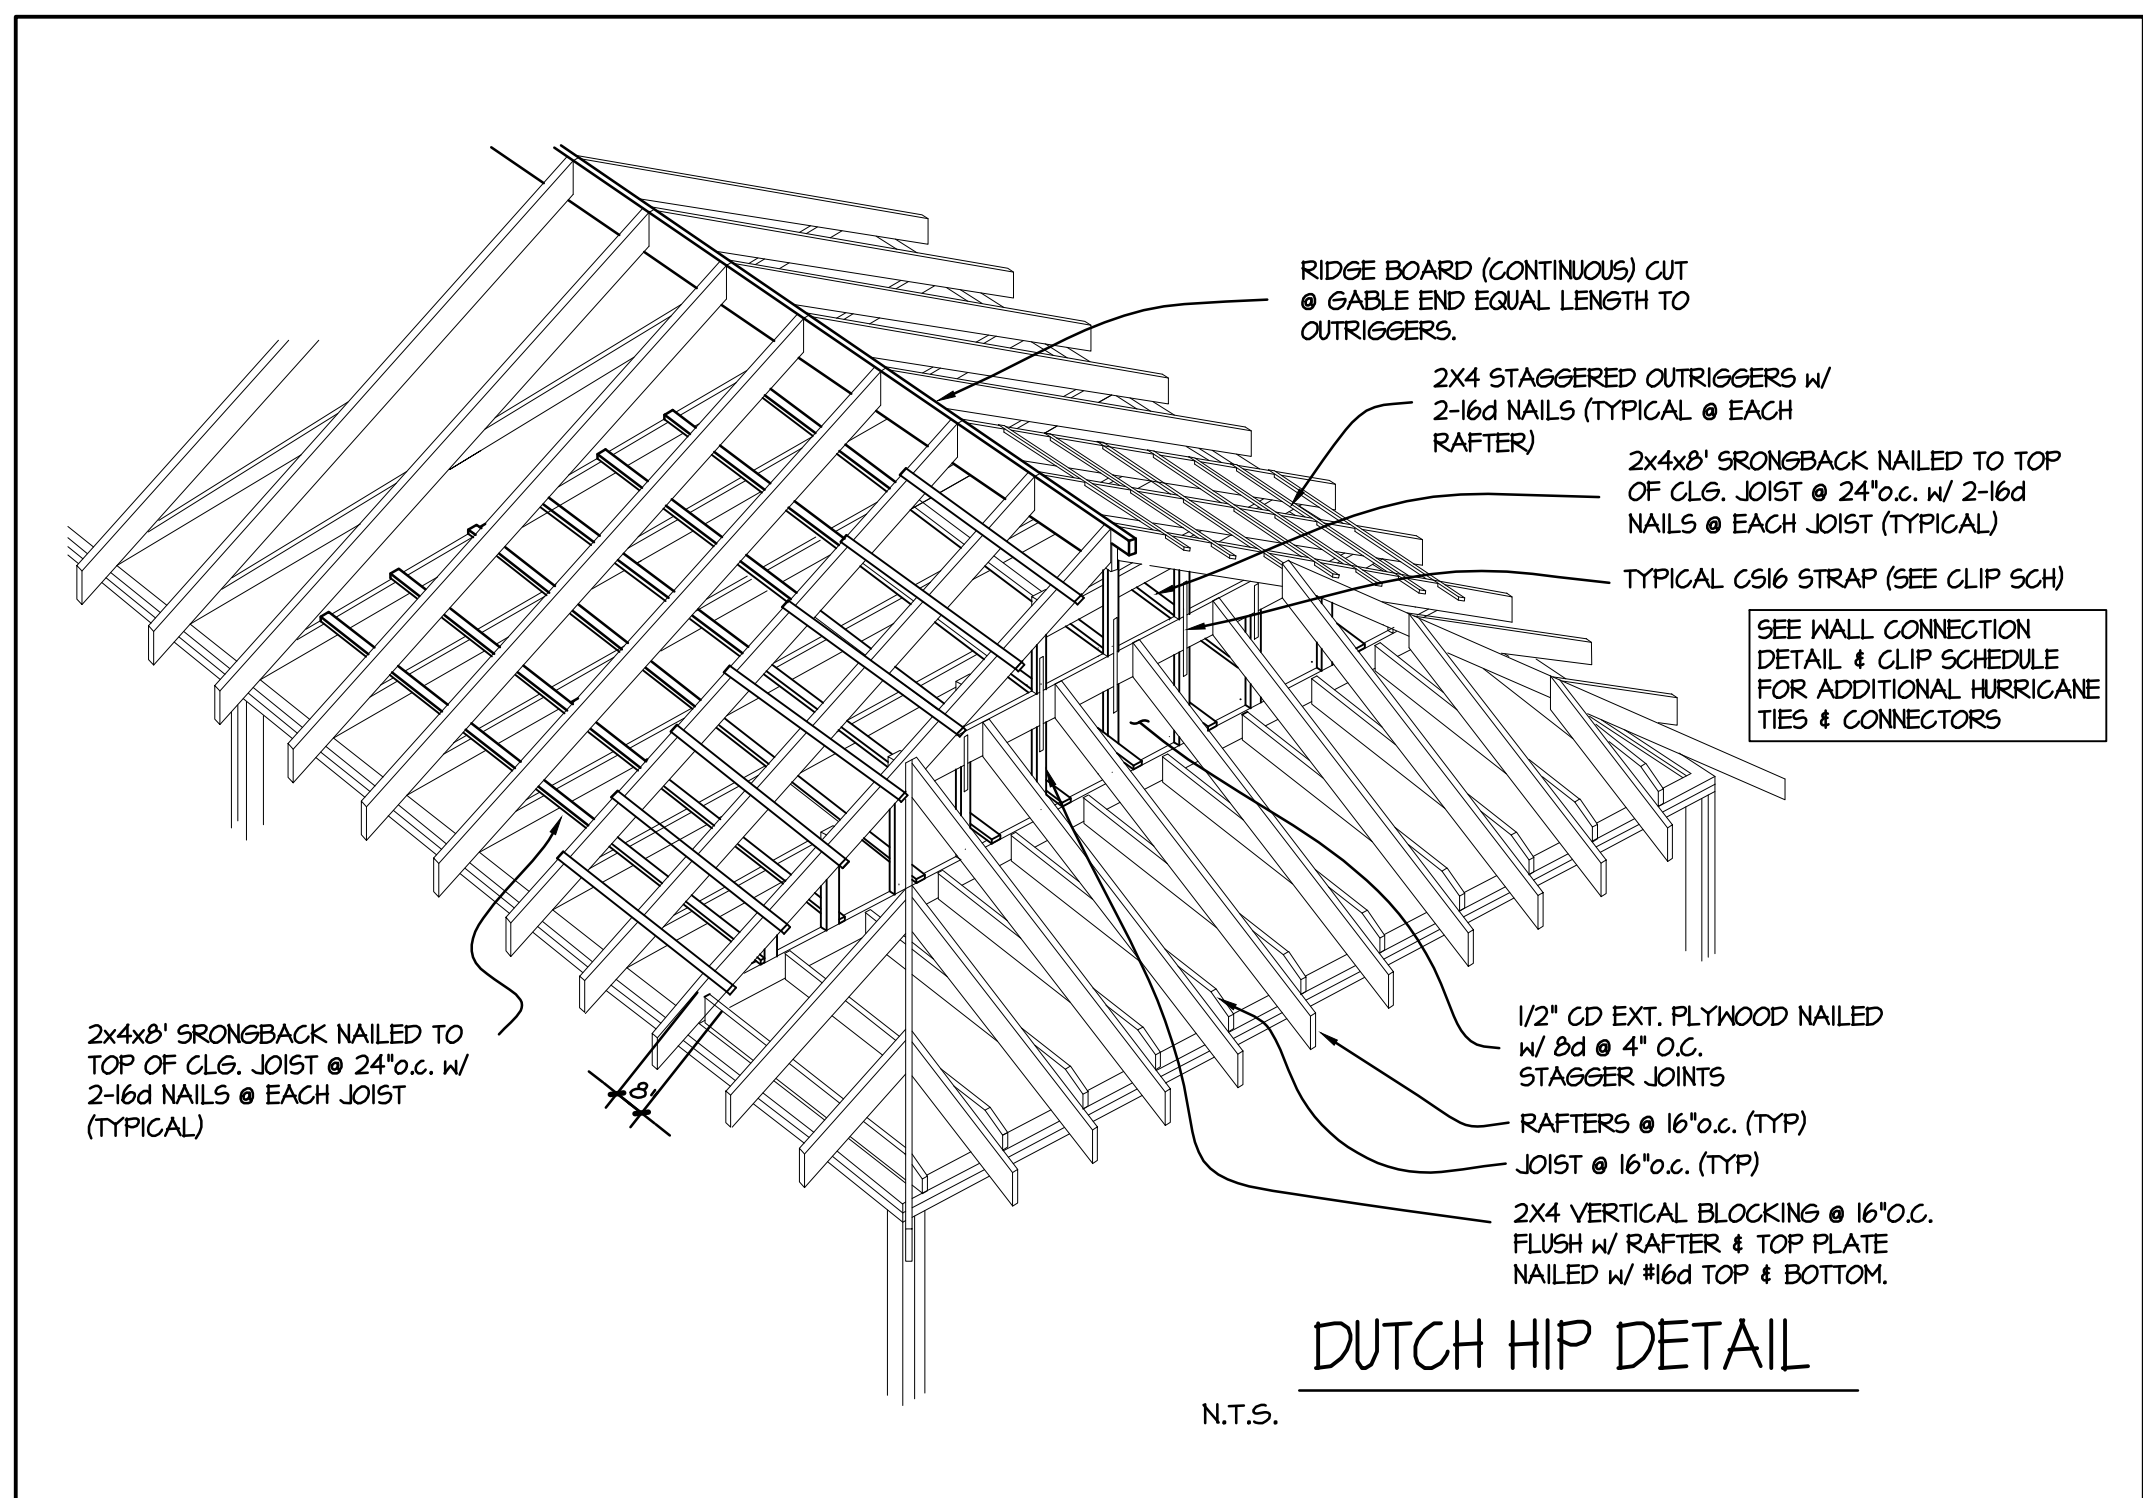 RIDGE BOARD (CONTINUOUS) CUT
@ GABLE END EQUAL LENGTH TO
OUTRIGGERS.
2X4 STAGGERED OUTRIGGERS w/
2-16d NAILS (TYPICAL @ EACH
RAFTER)
2x4x8' SRONGBACK NAILED TO TOP
OF CLG. JOIST @ 24"o.c. w/ 2-16d
NAILS @ EACH JOIST (TYPICAL)
TYPICAL CS16 STRAP (SEE CLIP SCH)
SEE WALL CONNECTION
DETAIL & CLIP SCHEDULE
FOR ADDITIONAL HURRICANE
TIES & CONNECTORS
2x4x8' SRONGBACK NAILED TO
TOP OF CLG. JOIST @ 24"o.c. w/
2-16d NAILS @ EACH JOIST
(TYPICAL)
8'
1/2" CD EXT. PLYWOOD NAILED
w/ 8d @ 4" O.C.
STAGGER JOINTS
RAFTERS @ 16"o.c. (TYP)
JOIST @ 16"o.c. (TYP)
2X4 VERTICAL BLOCKING @ 16"O.C.
FLUSH w/ RAFTER & TOP PLATE
NAILED w/ #16d TOP & BOTTOM.
DUTCH HIP DETAIL
N.T.S.